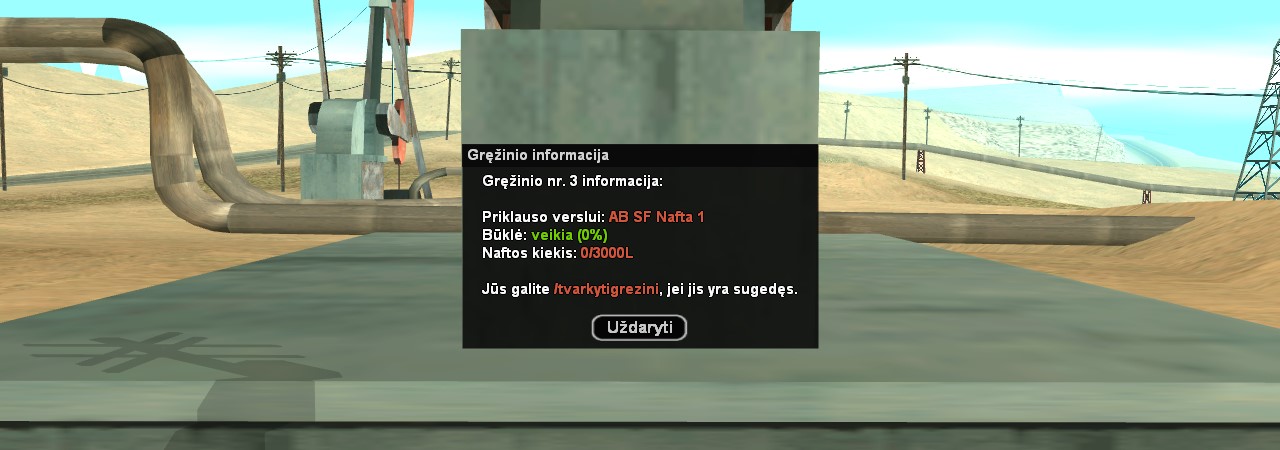 Gręžinio informacija
Gręžinio nr. 3 informacija:
Priklauso verslui: AB SF Nafta 1
Būklė: veikia (0%)
Naftos kiekis: 0/3000L
Jūs galite /tvarkytigrezini, jei jis yra sugedęs.
Uždaryti